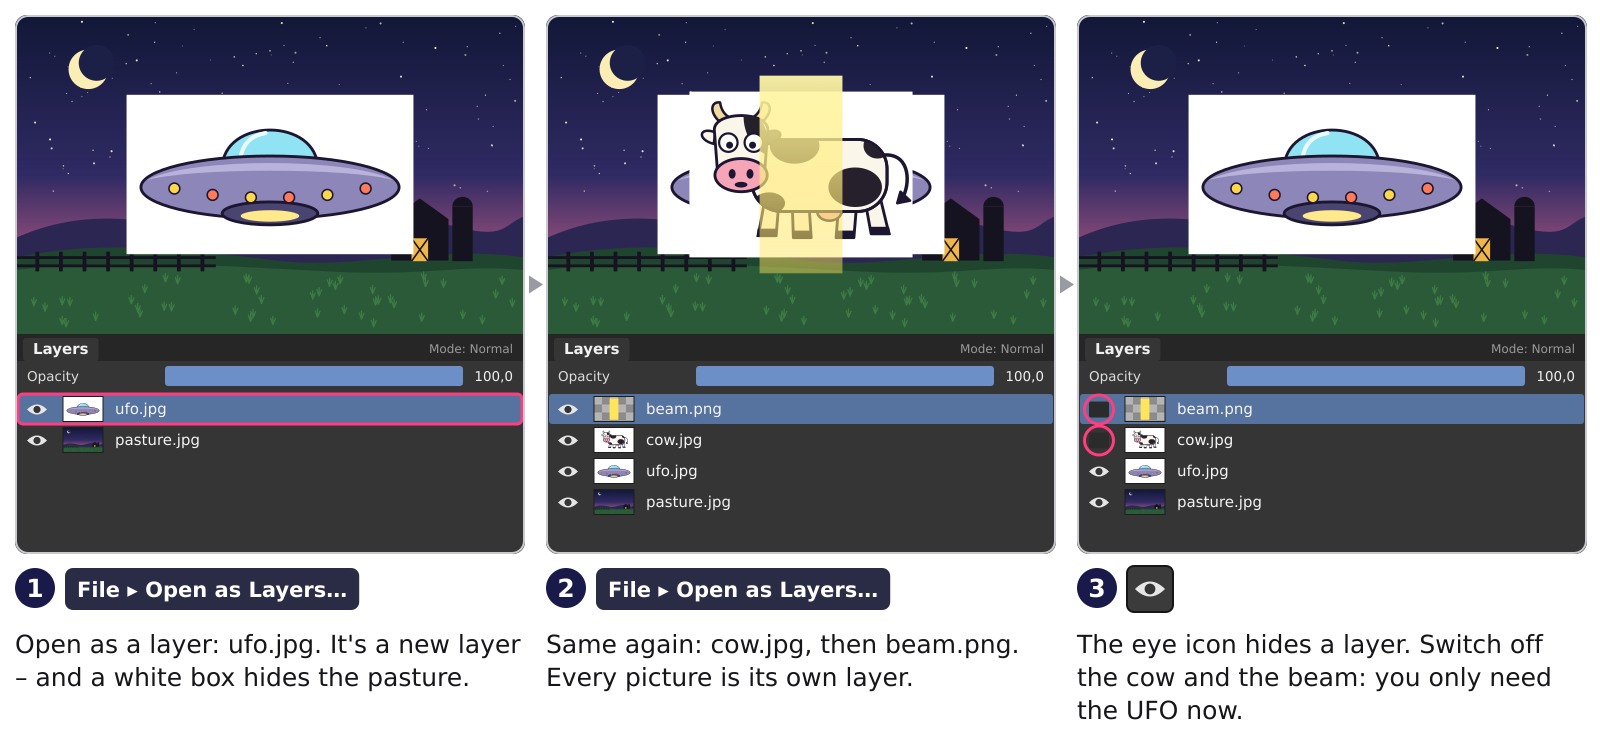 Layers
Mode: Normal
Opacity
100,0
ufo.jpg
pasture.jpg
1
File ▸ Open as Layers...
Open as a layer: ufo.jpg. It's a new layer
– and a white box hides the pasture.
Layers
Mode: Normal
Opacity
100,0
beam.png
cow.jpg
ufo.jpg
pasture.jpg
2
File ▸ Open as Layers...
Same again: cow.jpg, then beam.png.
Every picture is its own layer.
Layers
Mode: Normal
Opacity
100,0
beam.png
cow.jpg
ufo.jpg
pasture.jpg
3
The eye icon hides a layer. Switch off
the cow and the beam: you only need
the UFO now.